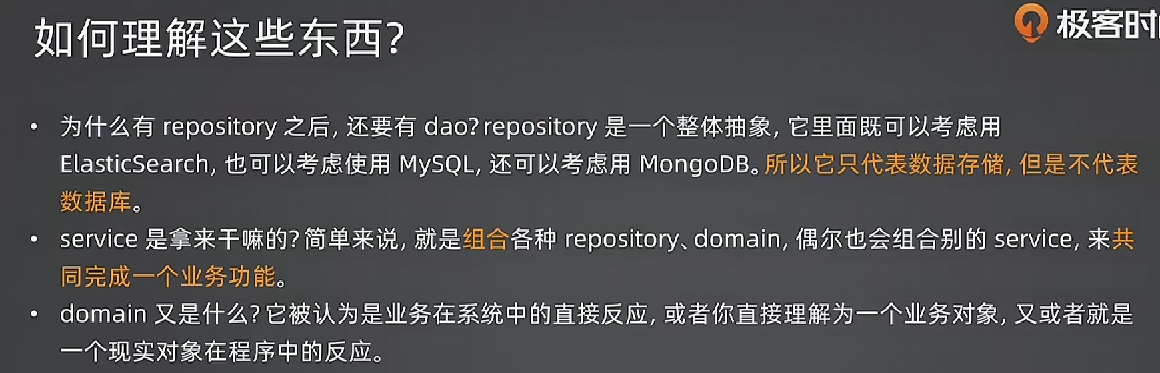 如何理解这些东西?
极客时
• 为什么有 repository 之后, 还要有 dao?repository 是一个整体抽象, 它里面既可以考虑用
ElasticSearch, 也可以考虑使用 MySQL, 还可以考虑用 MongoDB。所以它只代表数据存储, 但是不代表
数据库。
• service 是拿来干嘛的?简单来说, 就是组合各种 repository、domain, 偶尔也会组合别的 service, 来共
同完成一个业务功能。
• domain 又是什么?它被认为是业务在系统中的直接反应, 或者你直接理解为一个业务对象, 又或者就是
一个现实对象在程序中的反应。